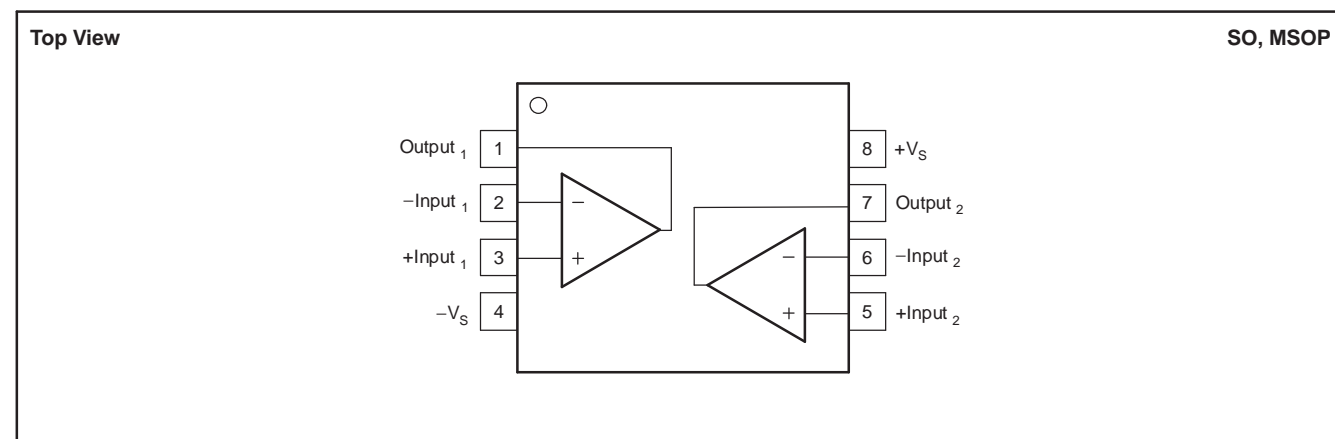 Top View
SO, MSOP
Output 1
1
8
+VS
−Input 1
2
−
7
Output 2
+Input 1
3
+
−
6
−Input 2
−VS
4
+
5
+Input 2